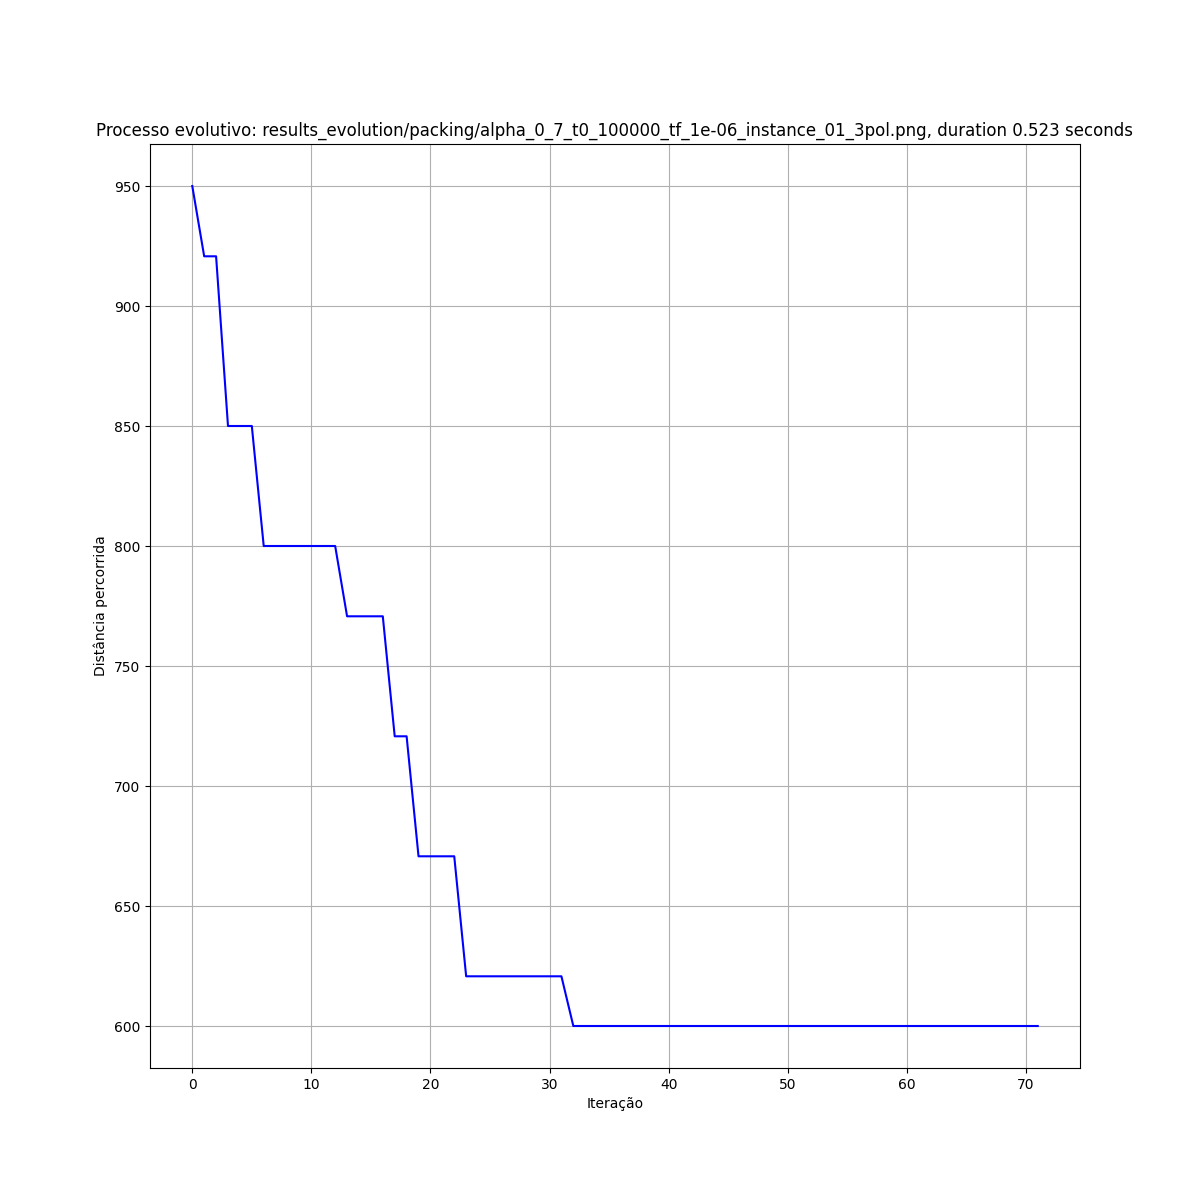 Processo evolutivo: results_evolution/packing/alpha_0_7_t0_100000_tf_1e-06_instance_01_3pol.png, duration 0.523 seconds
950
900
850
800
750
700
650
600
Distância percorrida
0 10 20 30 40 50 60 70
Iteração